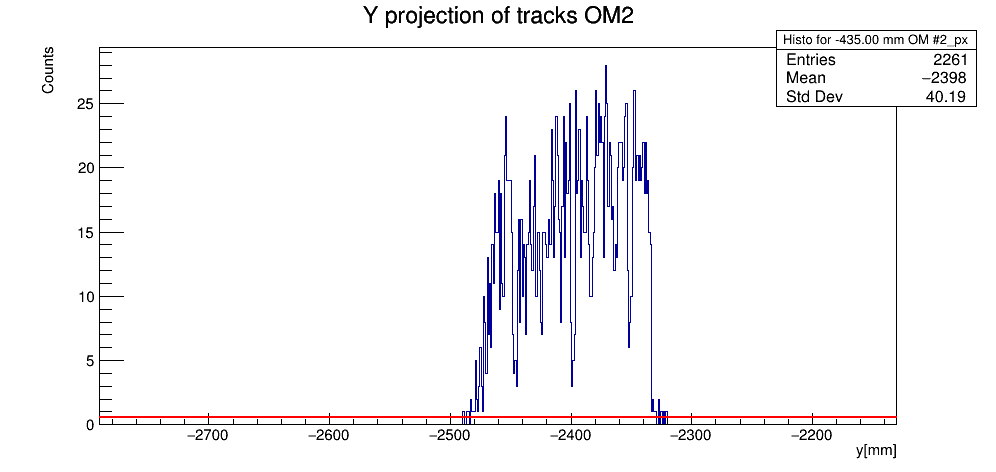 Y projection of tracks OM2
Histo for -435.00 mm OM #2_px
Entries 2261
Mean −2398
Std Dev 40.19
Counts
25
20
15
10
5
0
−2700 −2600 −2500 −2400 −2300 −2200
y[mm]